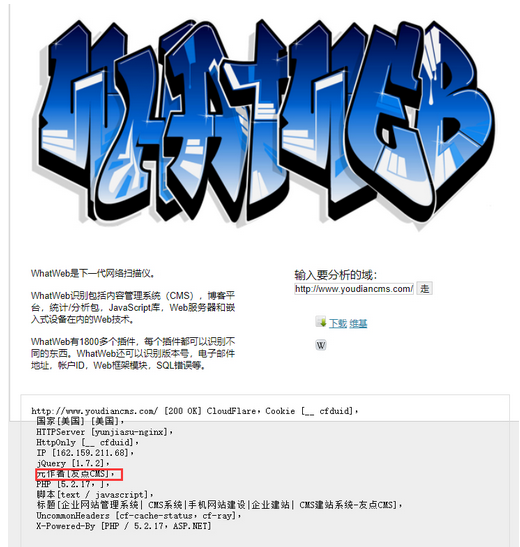 WHATWEB
WhatWeb是下一代网络扫描仪。
WhatWeb识别包括内容管理系统（CMS），博客平
台，统计/分析包，JavaScript库，Web服务器和嵌
入式设备在内的Web技术。
WhatWeb有1800多个插件，每个插件都可以识别不
同的东西。WhatWeb还可以识别版本号，电子邮件
地址，帐户ID，Web框架模块，SQL错误等。
输入要分析的域：
http://www.youdiancms.com/ 走
下载 维基
W
http://www.youdiancms.com/ [200 OK] CloudFlare，Cookie [__ cfduid]，
国家[美国] [美国]，
HTTPServer [yunjiasu-nginx]，
HttpOnly [__ cfduid]，
IP [162.159.211.68]，
jQuery [1.7.2]，
元作者[友点CMS]，
PHP [5.2.17，]，
脚本[text / javascript]，
标题[企业网站管理系统| CMS系统|手机网站建设|企业建站| CMS建站系统-友点CMS]，
UncommonHeaders [cf-cache-status，cf-ray]，
X-Powered-By [PHP / 5.2.17，ASP.NET]